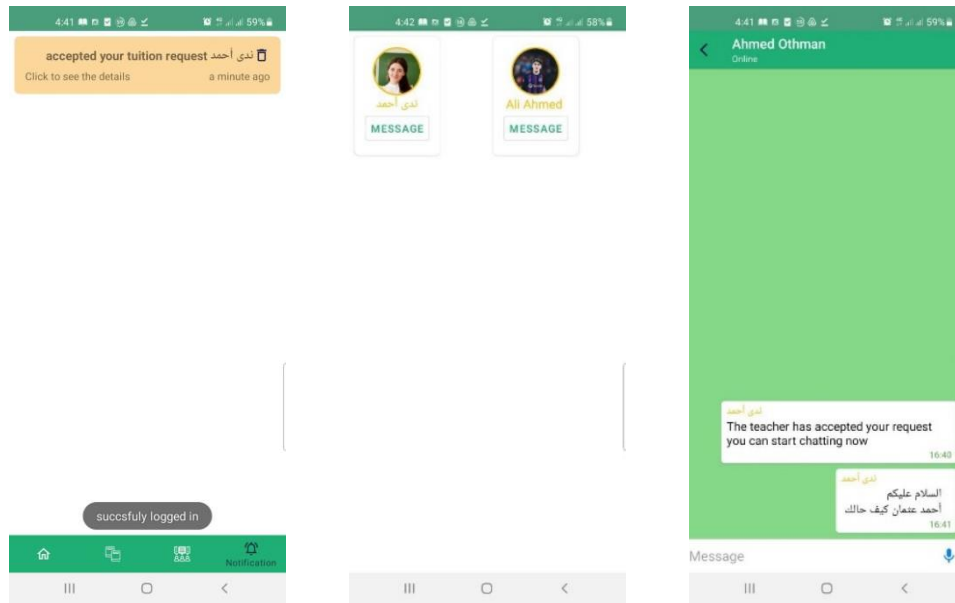 4:41
59%
accepted your tuition request ندى أحمد
Click to see the details
a minute ago
succsfuly logged in
Notification
4:42
58%
ندى أحمد
MESSAGE
Ali Ahmed
MESSAGE
4:41
59%
Ahmed Othman
Online
ندى أحمد
The teacher has accepted your request
you can start chatting now
16:40
ندى أحمد
السلام عليكم
أحمد عثمان كيف حالك
16:41
Message